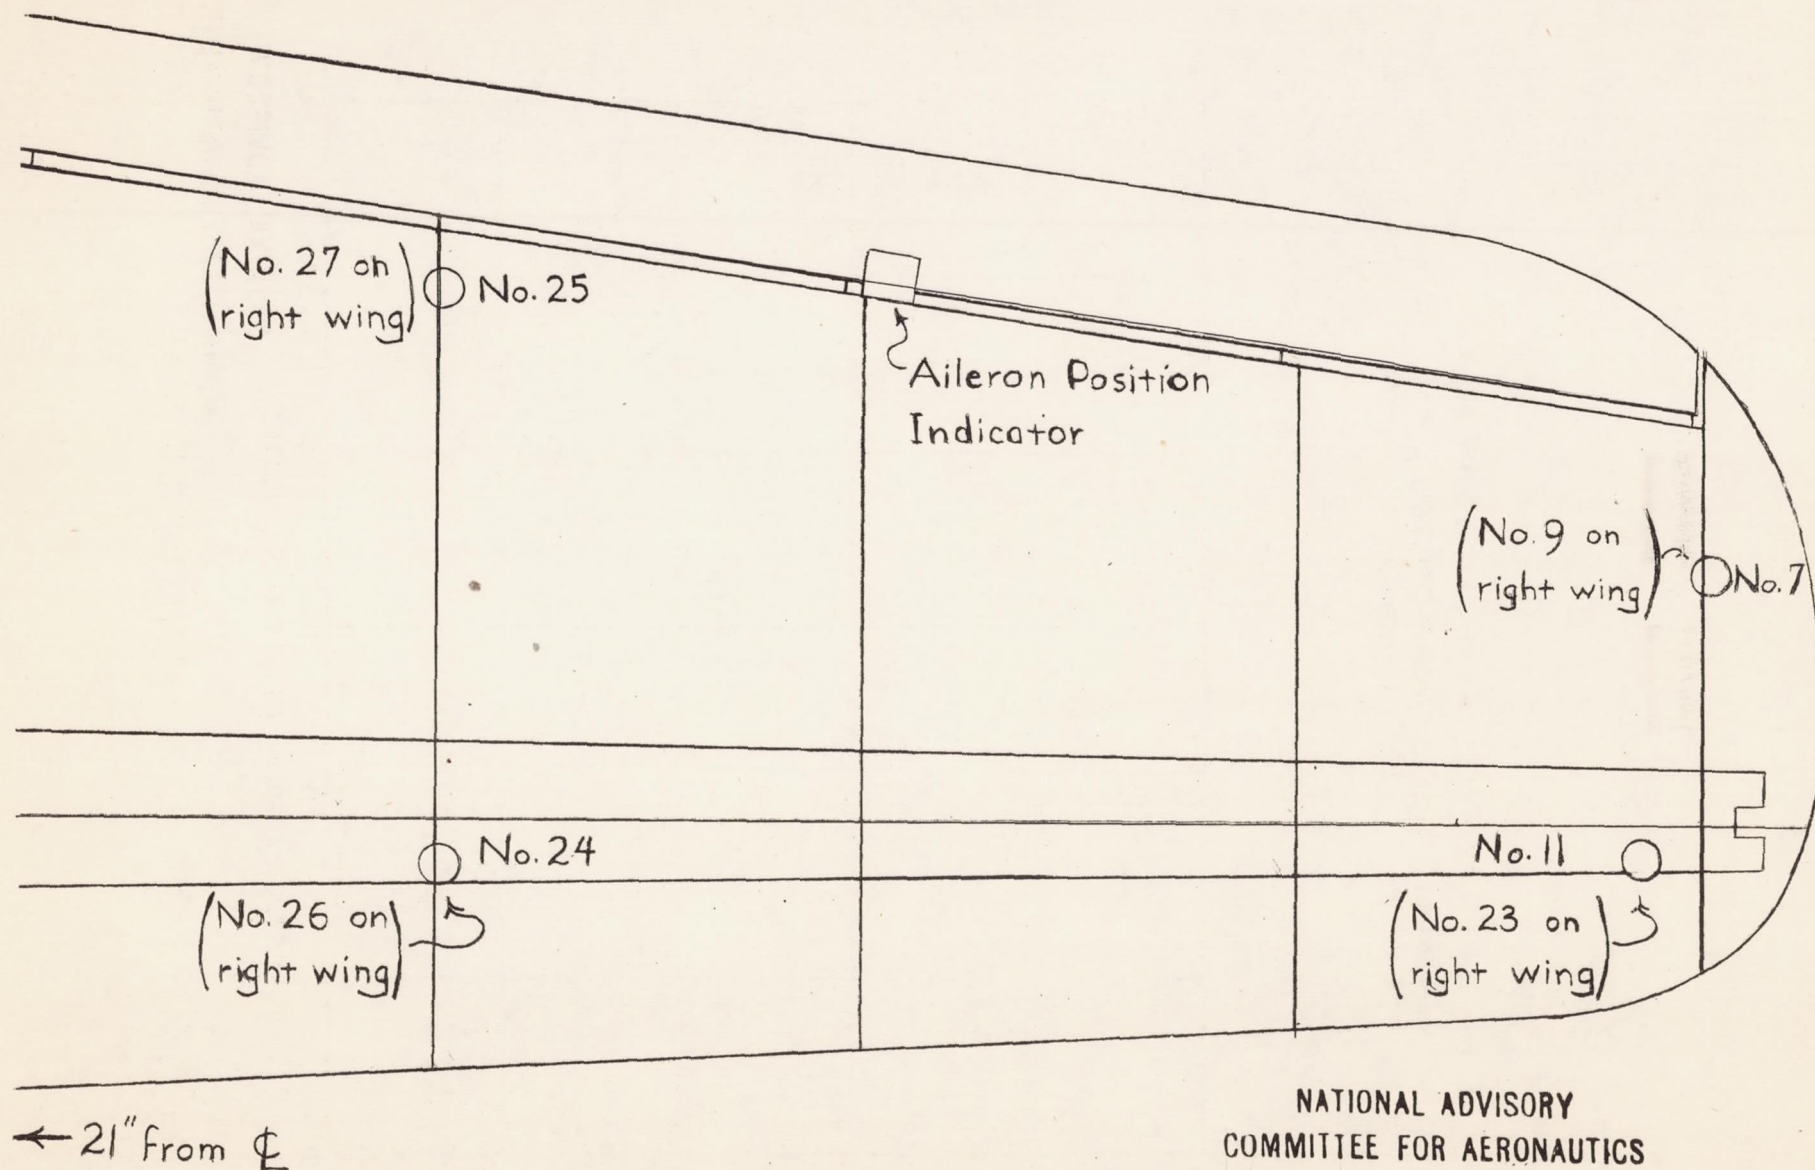 (No. 27 on
right wing)
No. 25
Aileron Position
Indicator
(No. 9 on
right wing)
No. 7
No. 24
(No. 26 on
right wing)
No. 11
(No. 23 on
right wing)
← 21" from ℄
NATIONAL ADVISORY
COMMITTEE FOR AERONAUTICS